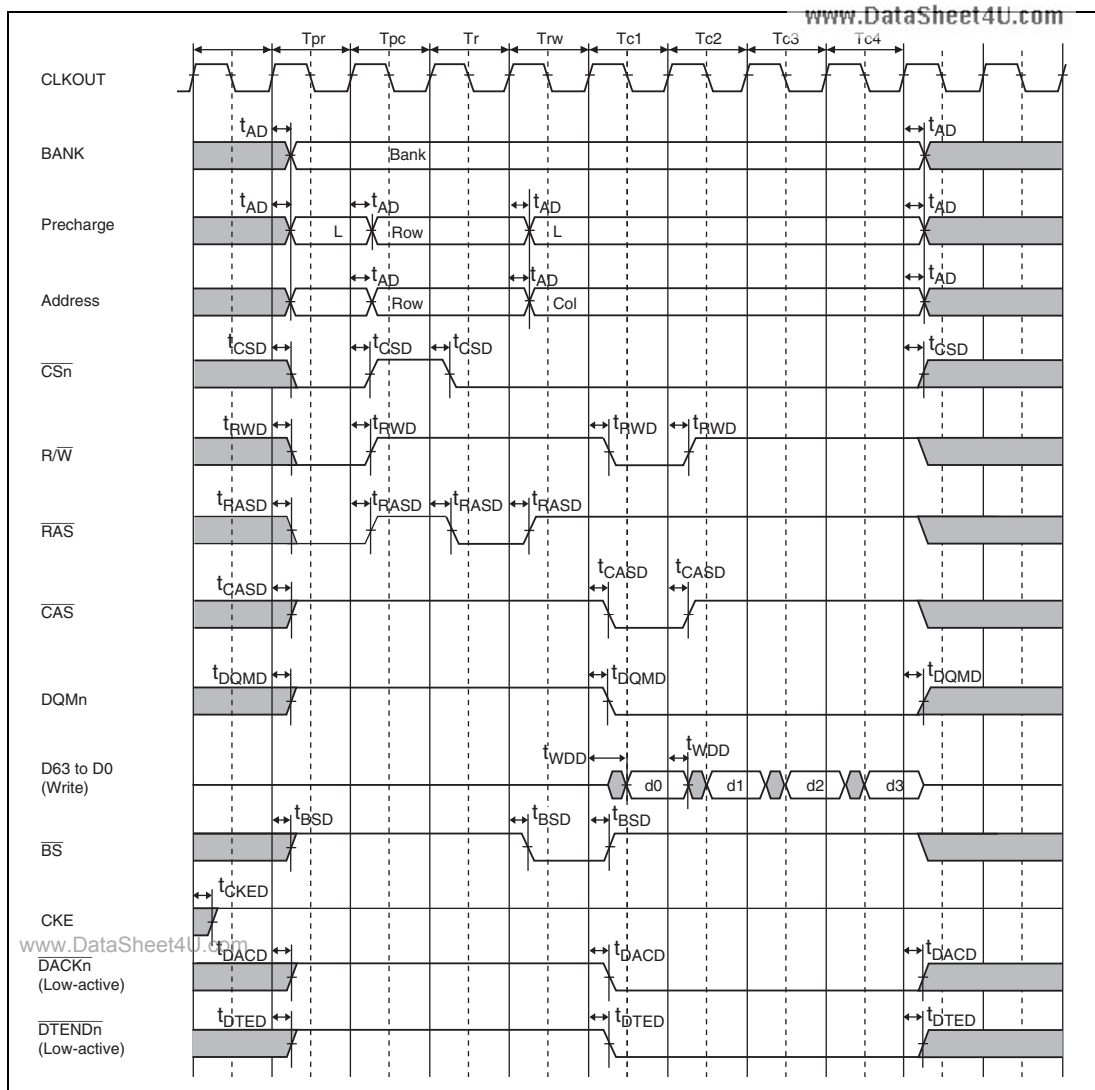 www.DataSheet4U.com
Tpr Tpc Tr Trw Tc1 Tc2 Tc3 Tc4
CLKOUT
tAD tAD
BANK Bank
tAD tAD tAD tAD
Precharge L Row L
tAD tAD tAD
Address Row Col
tCSD tCSD tCSD tCSD
CSn
tRWD tRWD tRWD tRWD
R/W
tRASD tRASD tRASD tRASD
RAS
tCASD tCASD tCASD
CAS
tDQMD tDQMD tDQMD
DQMn
tWDD tWDD
D63 to D0
(Write) d0 d1 d2 d3
tBSD tBSD tBSD
BS
tCKED
CKE
www.DataSheet4U.com
tDACD tDACD tDACD
DACKn
(Low-active)
tDTED tDTED tDTED
DTENDn
(Low-active)